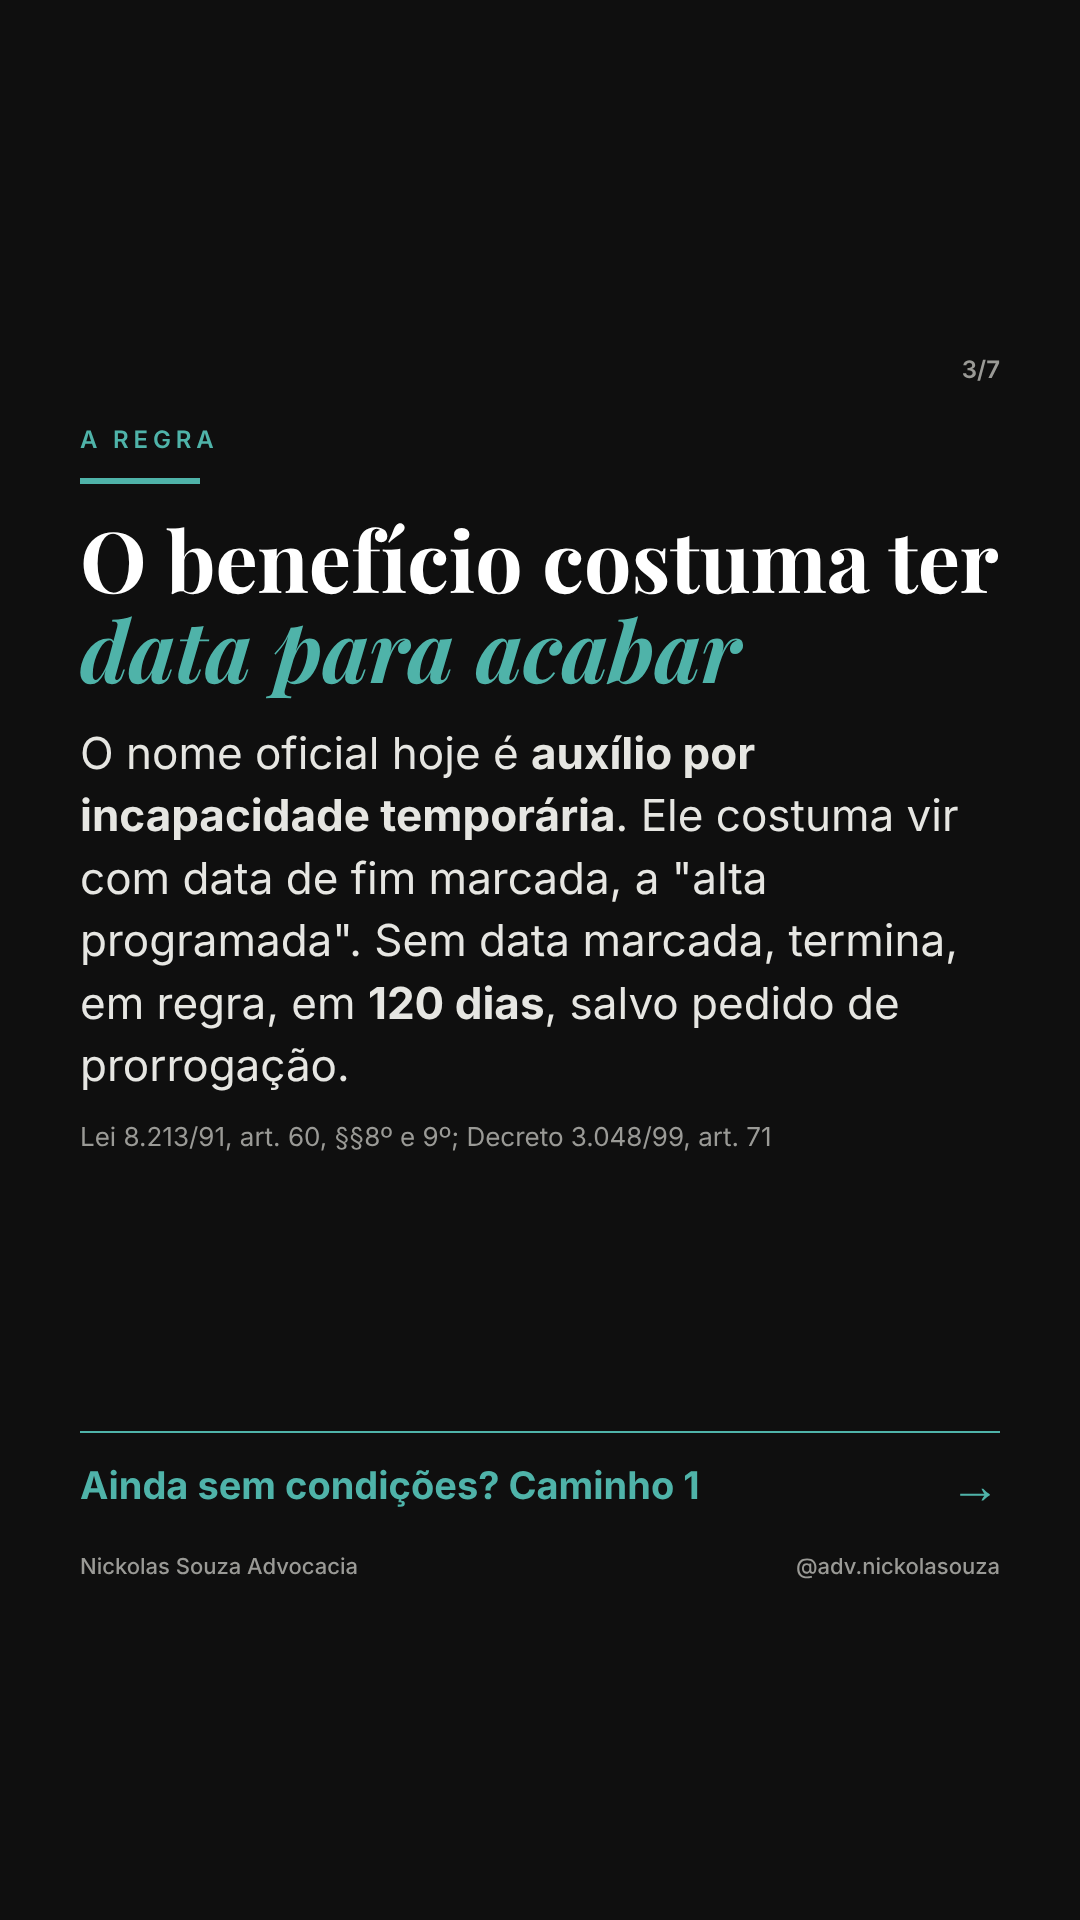 3/7
A REGRA
O benefício costuma ter
data para acabar
O nome oficial hoje é auxílio por
incapacidade temporária. Ele costuma vir
com data de fim marcada, a "alta
programada". Sem data marcada, termina,
em regra, em 120 dias, salvo pedido de
prorrogação.
Lei 8.213/91, art. 60, §§8º e 9º; Decreto 3.048/99, art. 71
Ainda sem condições? Caminho 1 →
Nickolas Souza Advocacia @adv.nickolasouza